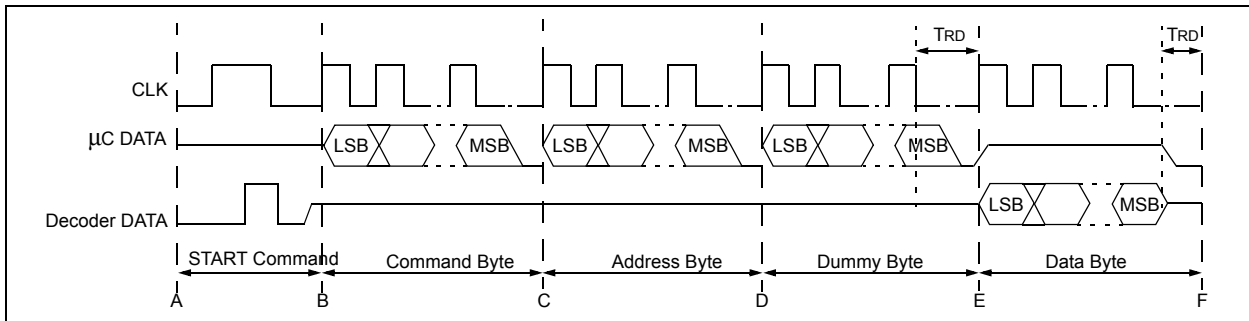 TRD
TRD
CLK
μC DATA
LSB
MSB
LSB
MSB
LSB
MSB
Decoder DATA
LSB
MSB
START Command
Command Byte
Address Byte
Dummy Byte
Data Byte
A
B
C
D
E
F